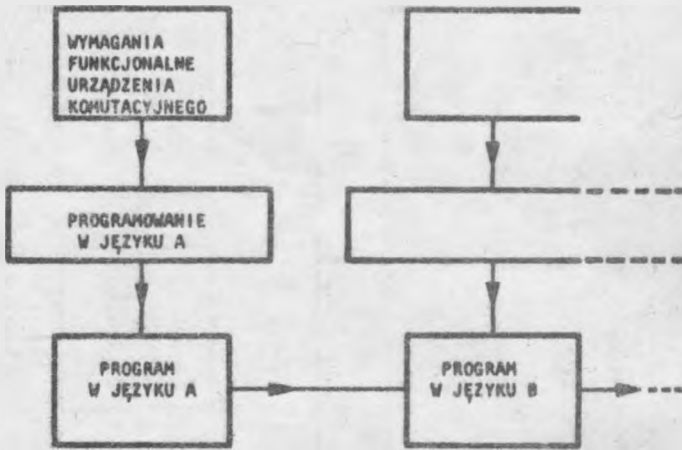 WYMAGANIA
FUNKCJONALNE
URZĄDZENIA
KOMUTACYJNEGO
PROGRAMOWANIE
W JĘZYKU A
PROGRAM
W JĘZYKU A
PROGRAM
W JĘZYKU B